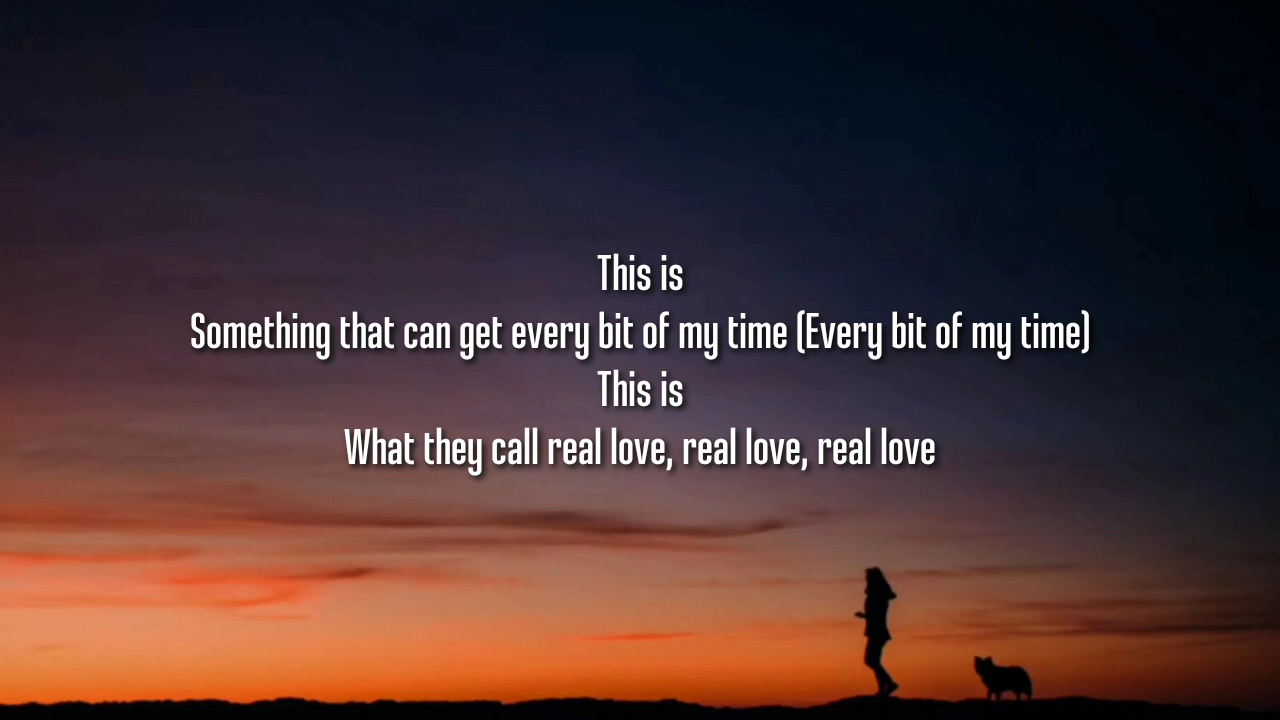 This is
Something that can get every bit of my time (Every bit of my time)
This is
What they call real love, real love, real love